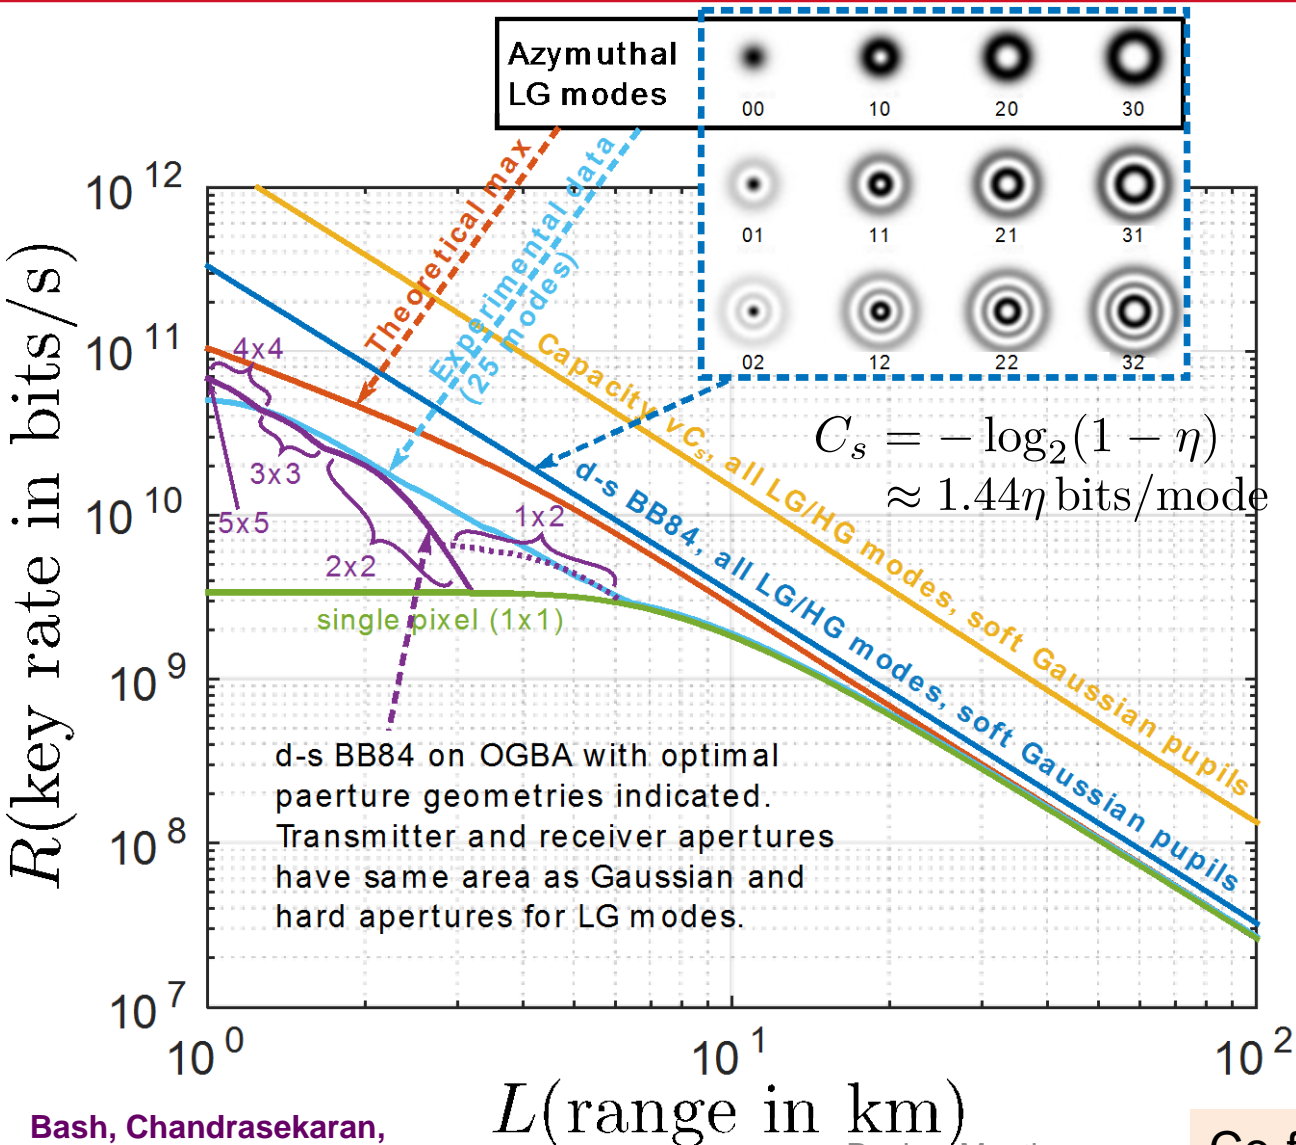 Azymuthal
LG modes
00 10 20 30
01 11 21 31
02 12 22 32
Theoretical max
Experimental data
(25 modes)
Capacity νCs, all LG/HG modes, soft Gaussian pupils
d-s BB84, all LG/HG modes, soft Gaussian pupils
Cs = − log2(1 − η)
≈ 1.44η bits/mode
4x4
3x3
5x5
2x2
1x2
single pixel (1x1)
d-s BB84 on OGBA with optimal
paerture geometries indicated.
Transmitter and receiver apertures
have same area as Gaussian and
hard apertures for LG modes.
R(key rate in bits/s)
10^12
10^11
10^10
10^9
10^8
10^7
10^0 10^1 10^2
L(range in km)
Bash, Chandrasekaran,